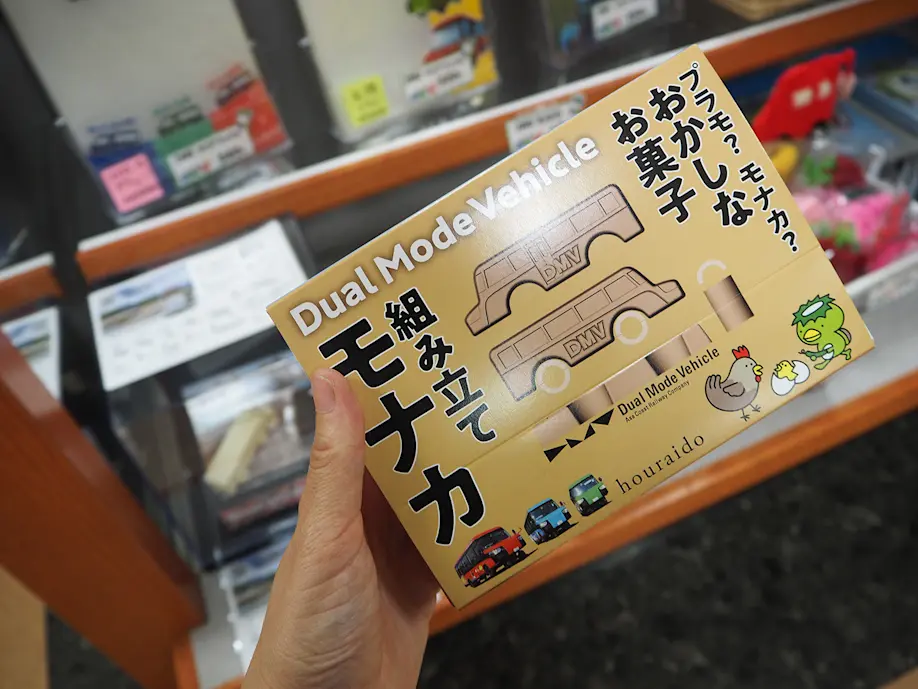 プラモ？モナカ？
おかしな
お菓子
Dual Mode Vehicle
組み立て
モナカ
DMV
DMV
Dual Mode Vehicle
Asa Coast Railway Company
houraido